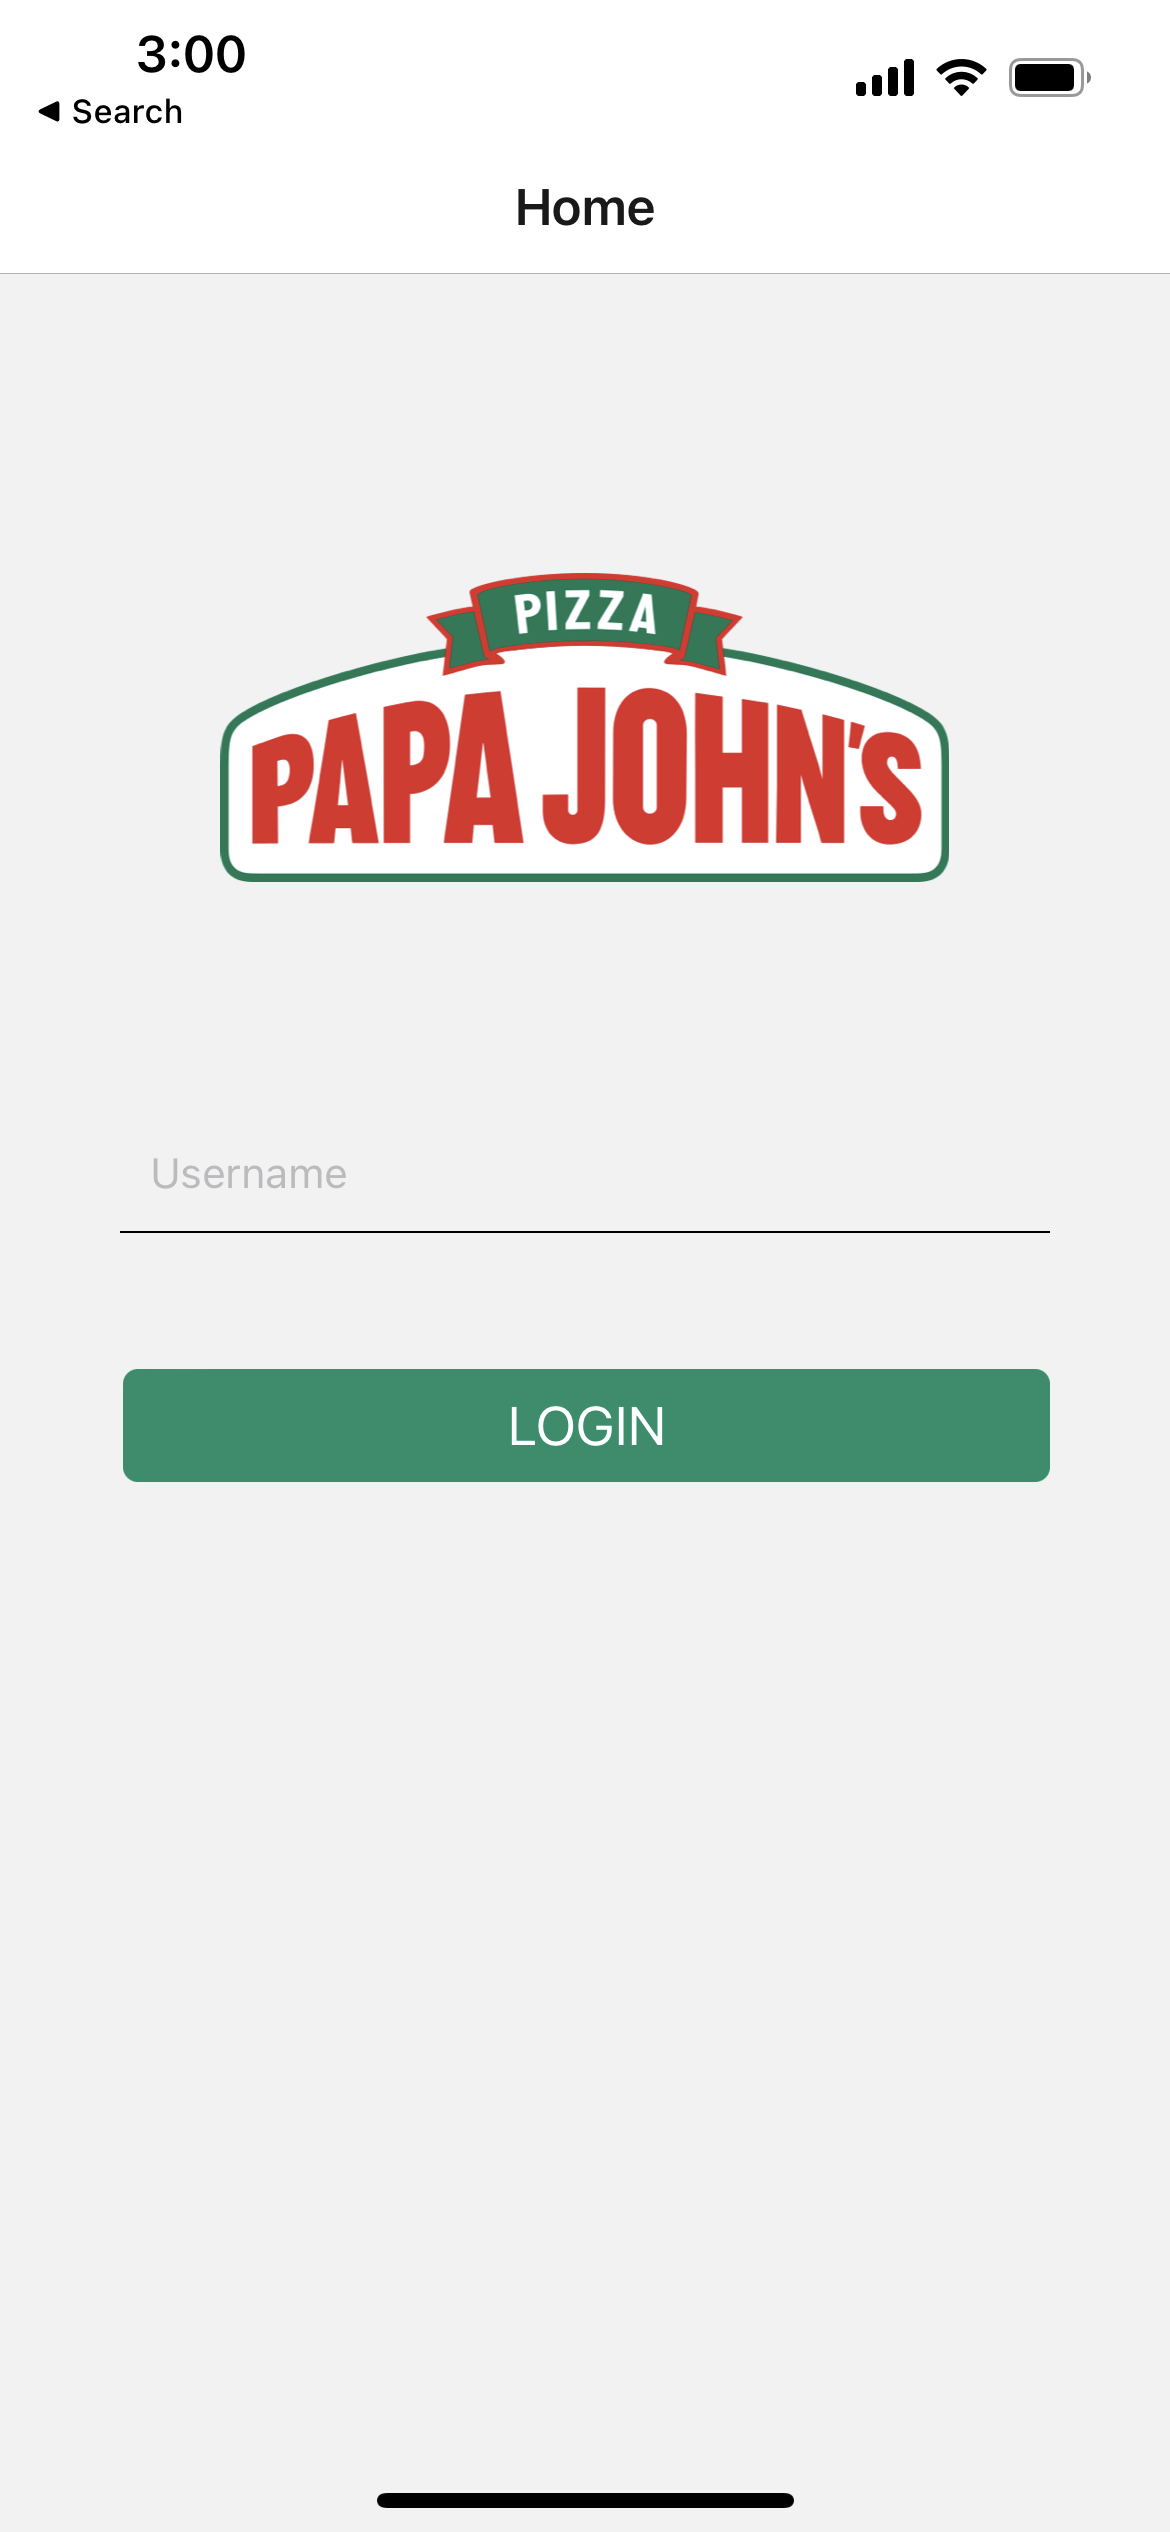 3:00
Search
Home
PIZZA
PAPA JOHN'S
Username
LOGIN